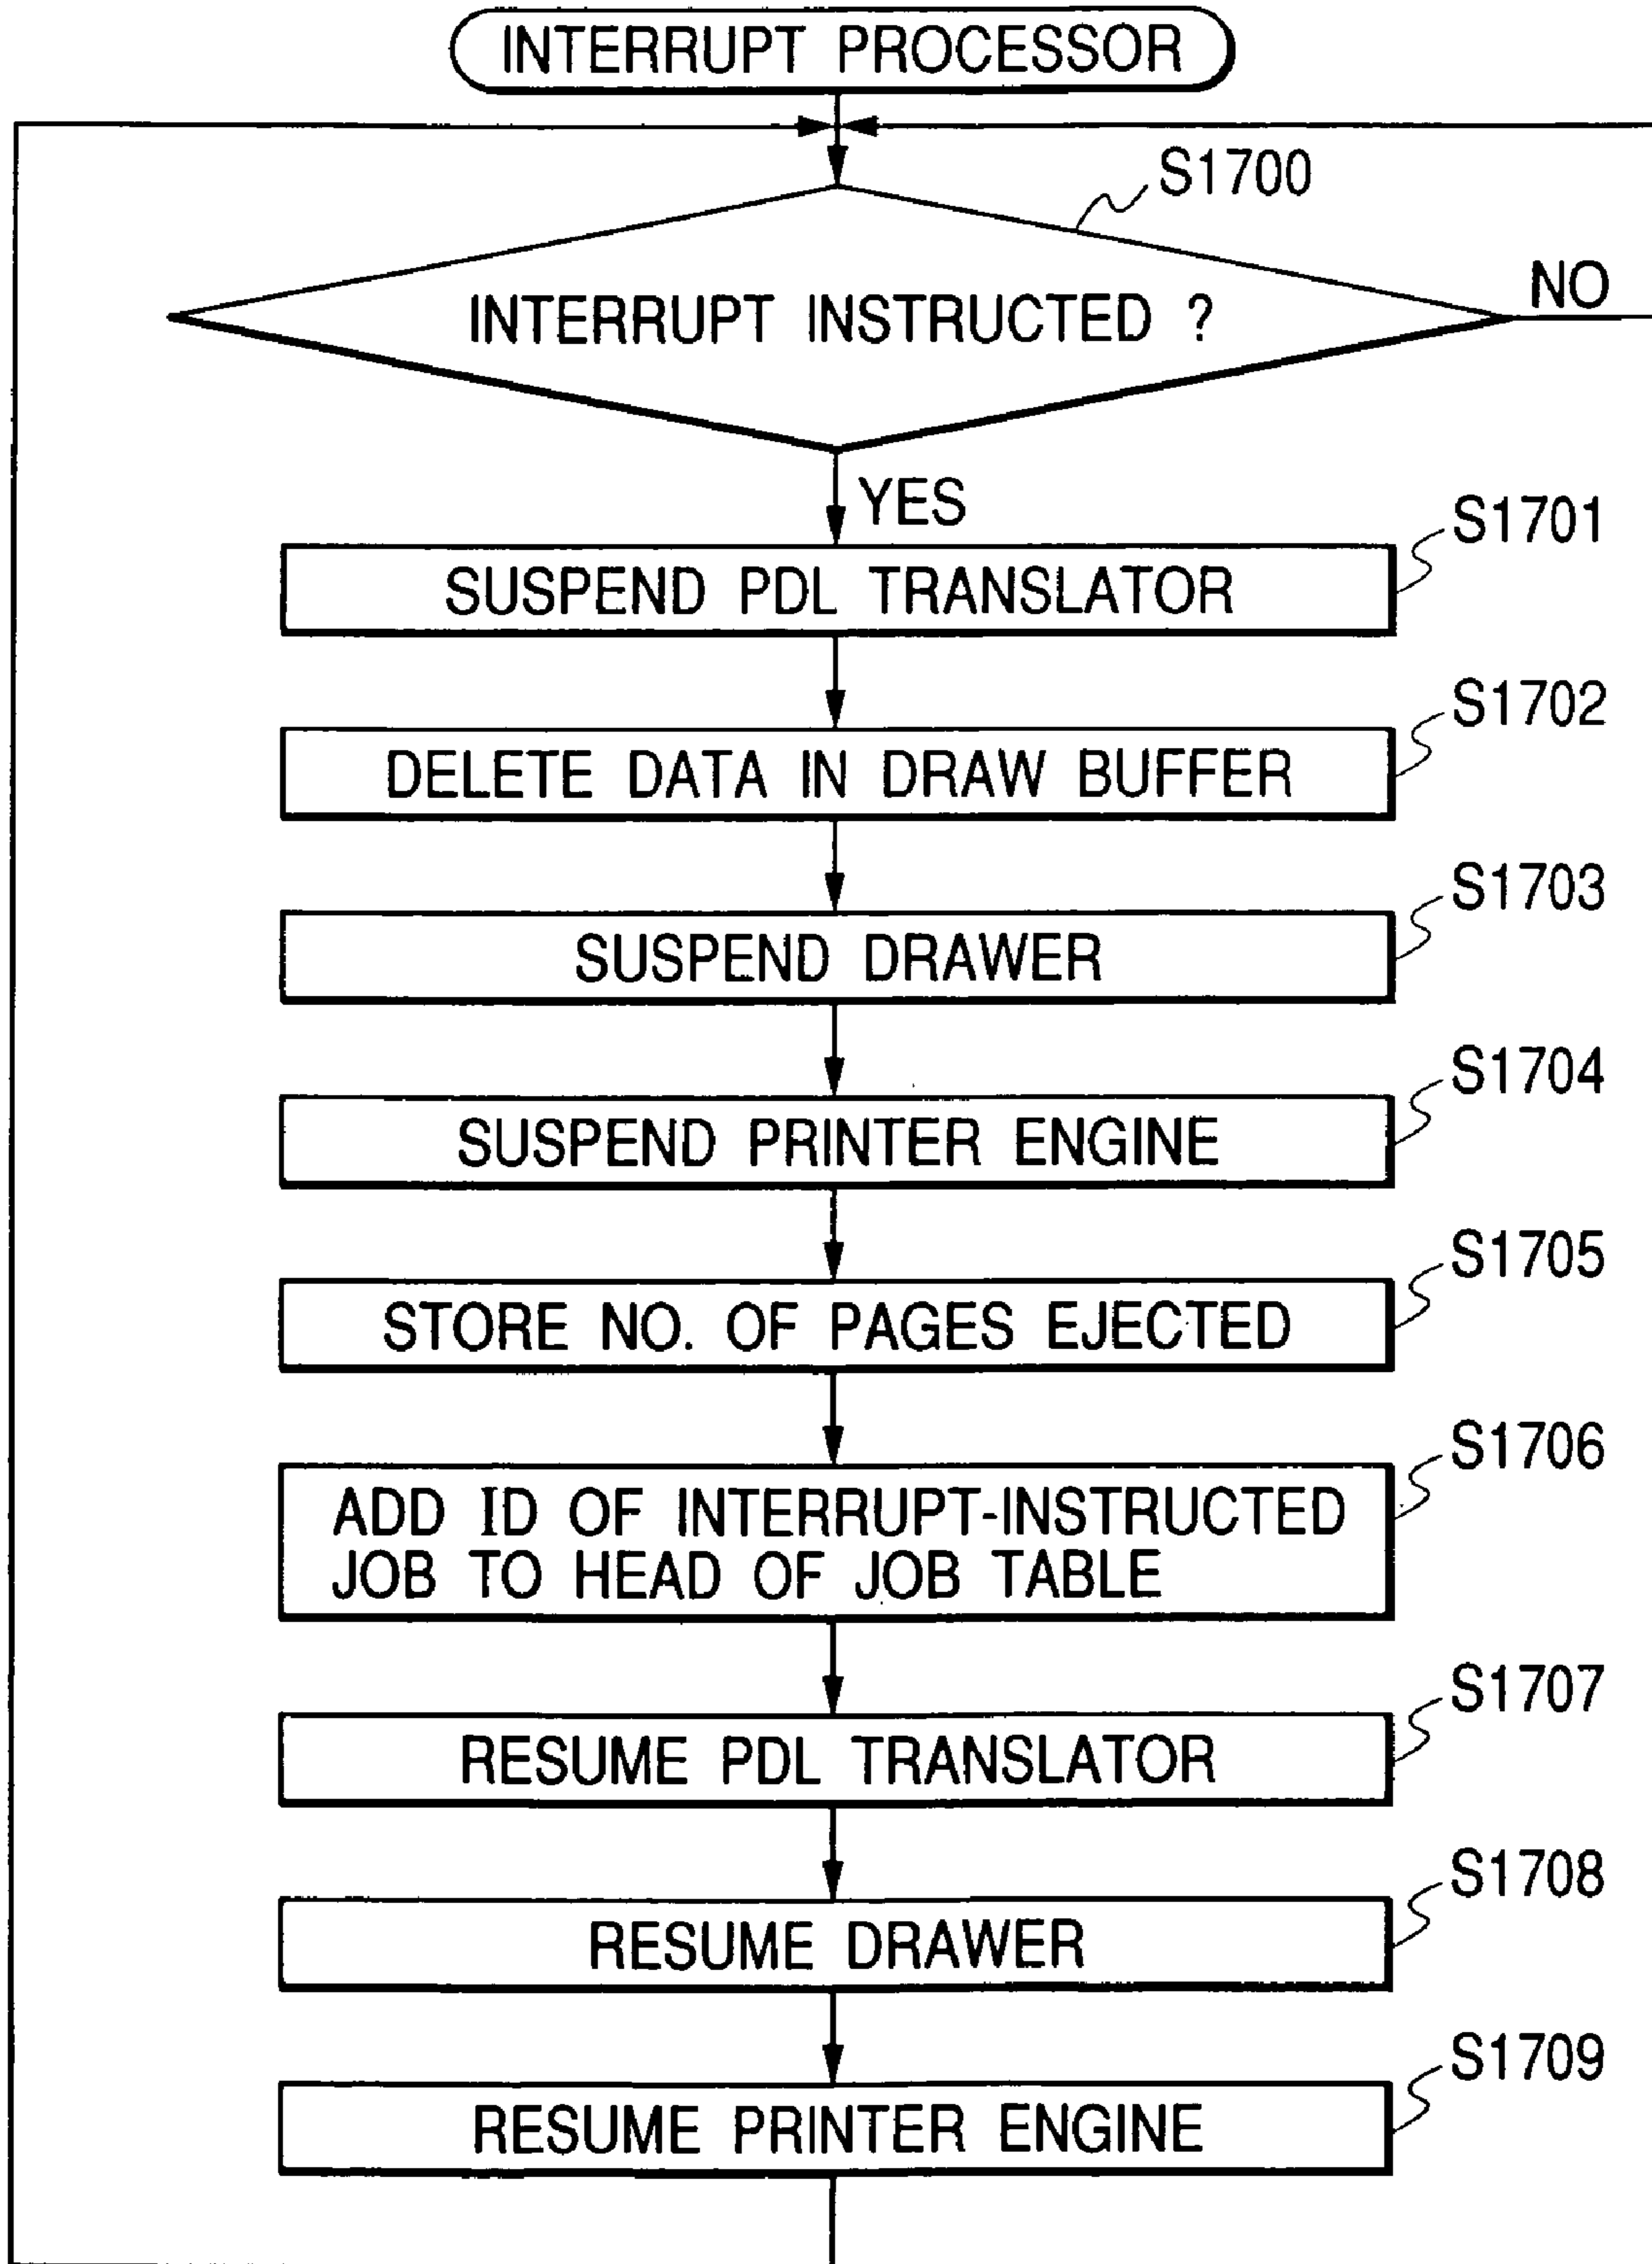 INTERRUPT PROCESSOR
S1700
INTERRUPT INSTRUCTED ?
NO
YES
S1701
SUSPEND PDL TRANSLATOR
S1702
DELETE DATA IN DRAW BUFFER
S1703
SUSPEND DRAWER
S1704
SUSPEND PRINTER ENGINE
S1705
STORE NO. OF PAGES EJECTED
S1706
ADD ID OF INTERRUPT-INSTRUCTED
JOB TO HEAD OF JOB TABLE
S1707
RESUME PDL TRANSLATOR
S1708
RESUME DRAWER
S1709
RESUME PRINTER ENGINE